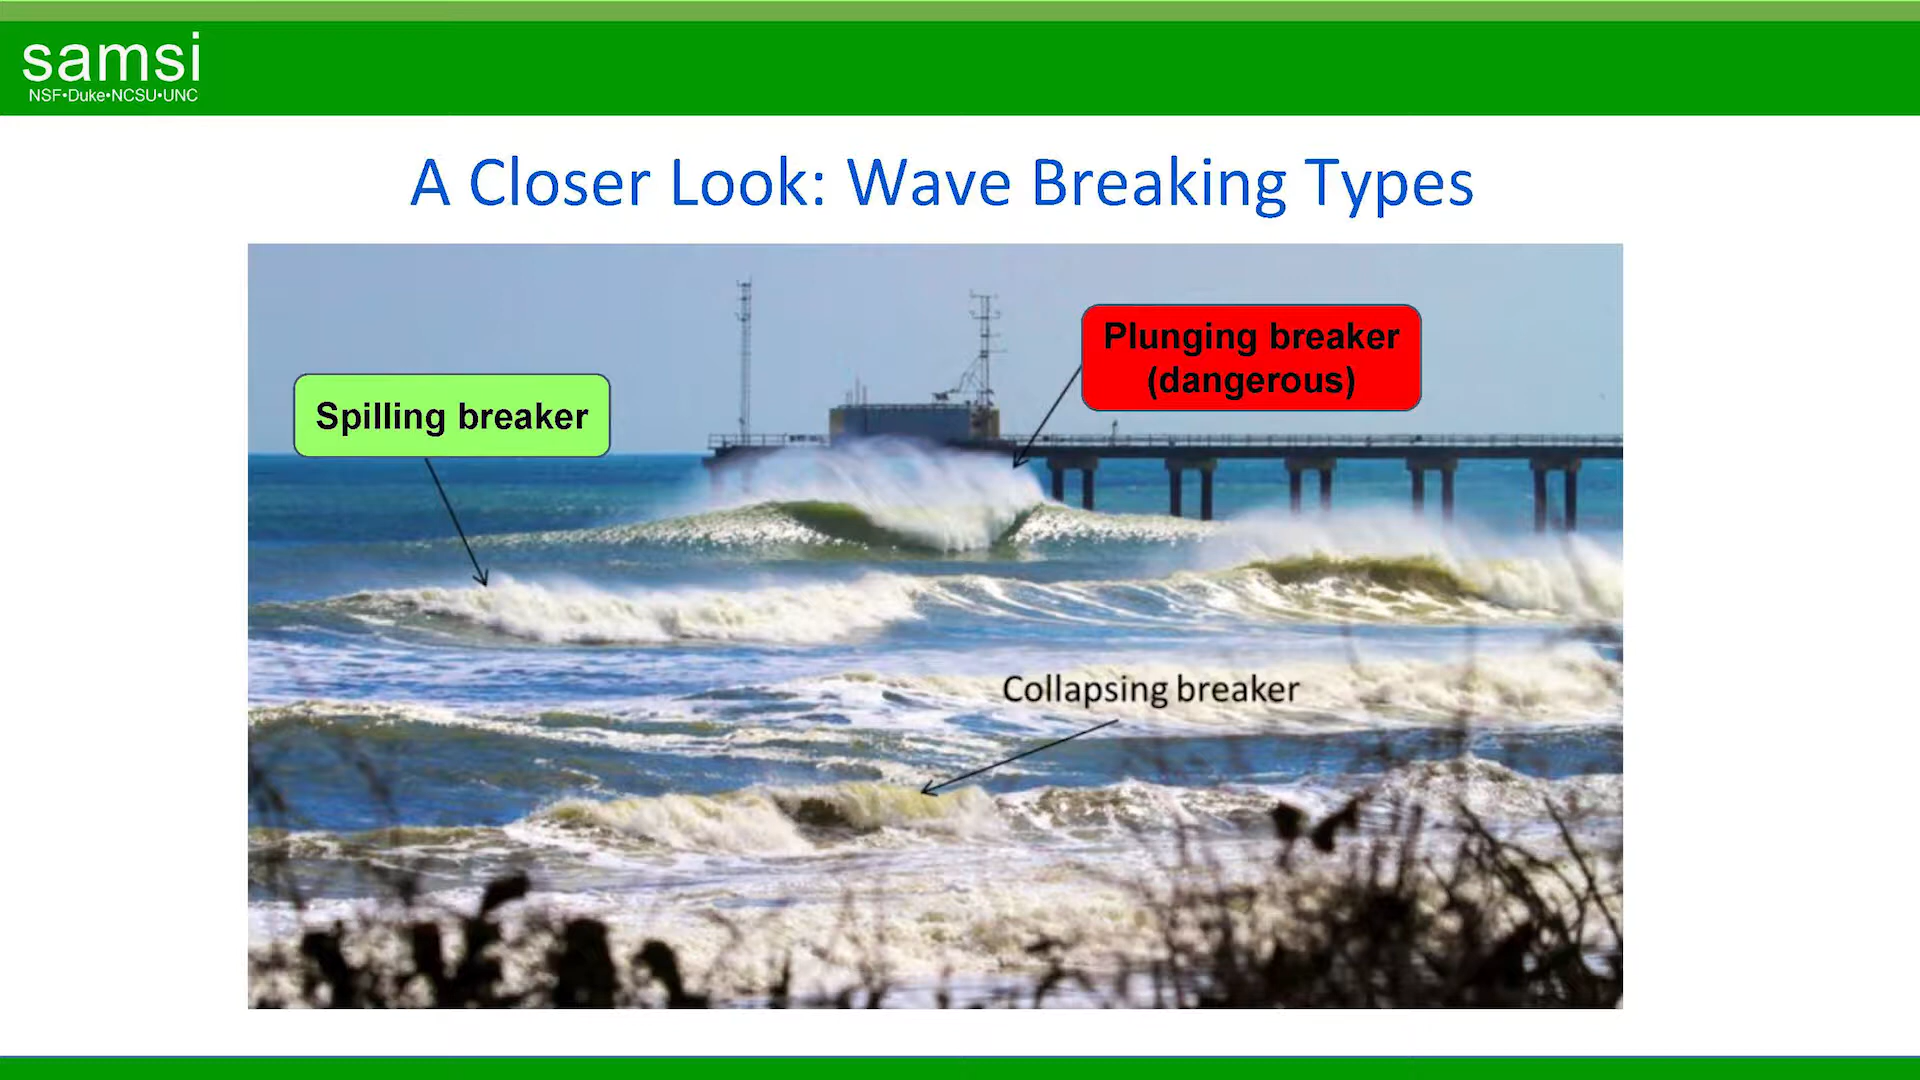 samsi
NSF•Duke•NCSU•UNC
A Closer Look: Wave Breaking Types
Plunging breaker
(dangerous)
Spilling breaker
Collapsing breaker